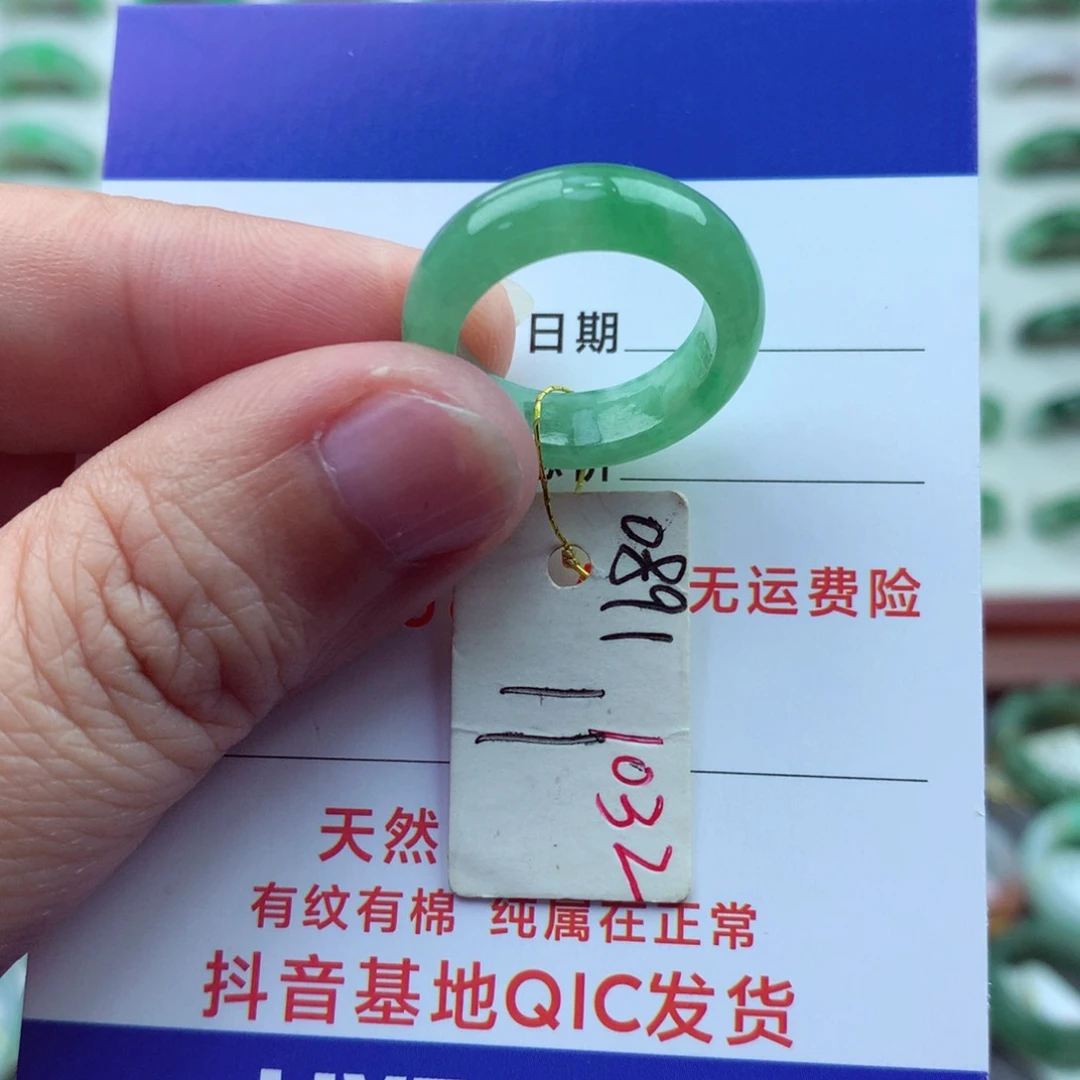 日期
0891
11
1032
无运费险
天然
有纹有棉 纯属在正常
抖音基地QIC发货